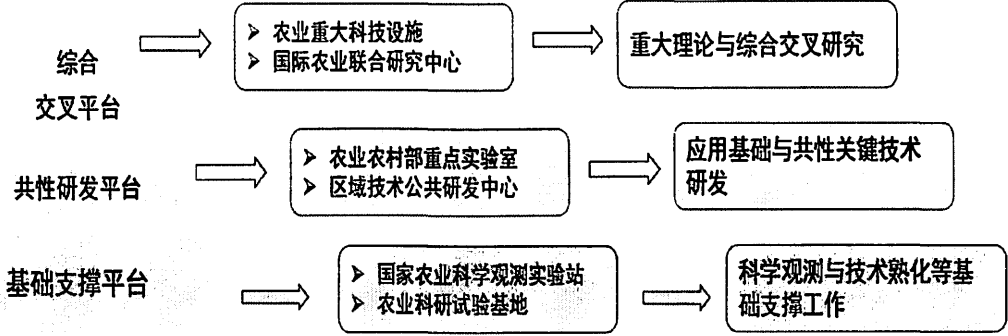 综合
交叉平台
➢ 农业重大科技设施
➢ 国际农业联合研究中心
重大理论与综合交叉研究
共性研发平台
➢ 农业农村部重点实验室
➢ 区域技术公共研发中心
应用基础与共性关键技术
研发
基础支撑平台
➢ 国家农业科学观测实验站
➢ 农业科研试验基地
科学观测与技术熟化等基
础支撑工作